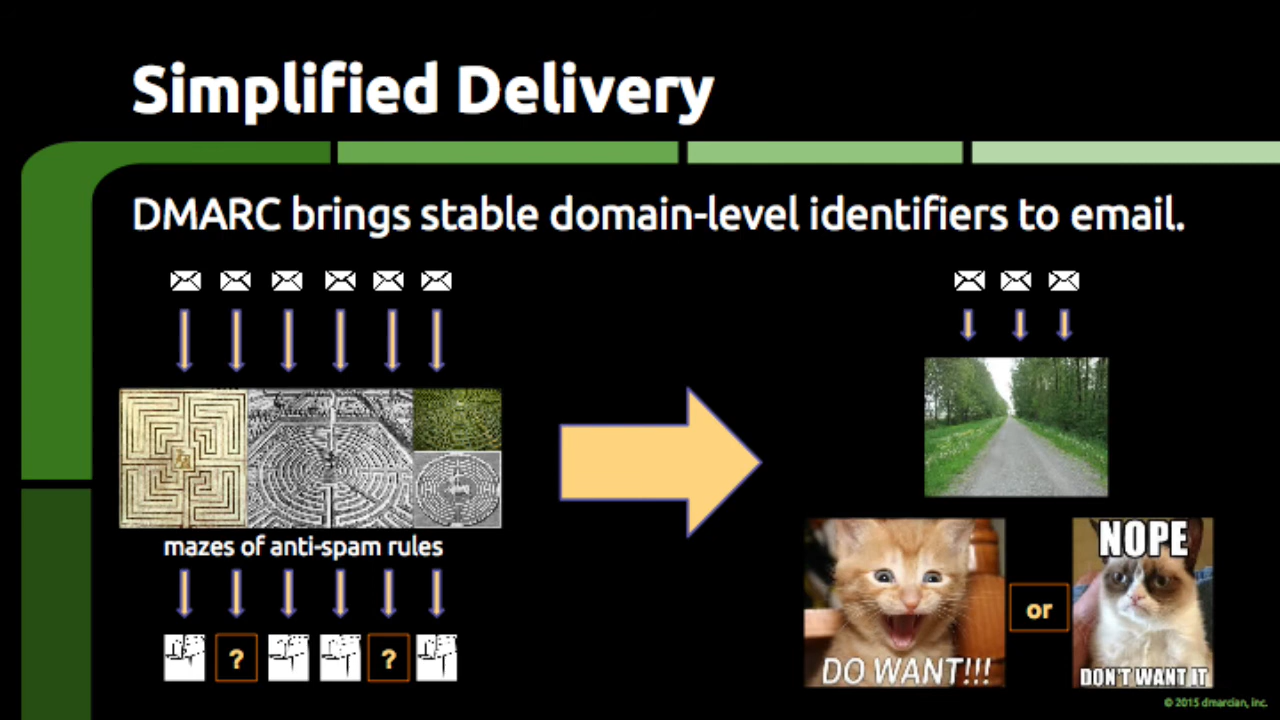 Simplified Delivery
DMARC brings stable domain-level identifiers to email.
mazes of anti-spam rules
? ?
DO WANT!!!
or
NOPE
DON'T WANT IT
© 2015 dmarcian, inc.